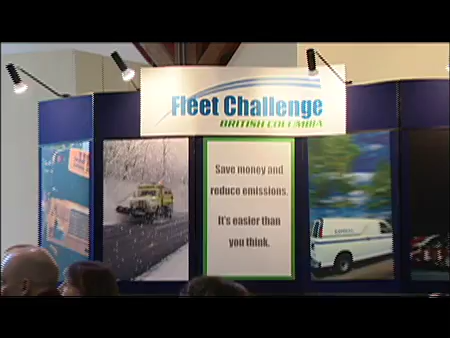 Fleet Challenge
BRITISH COLUMBIA
Save money and
reduce emissions.
It's easier than
you think.